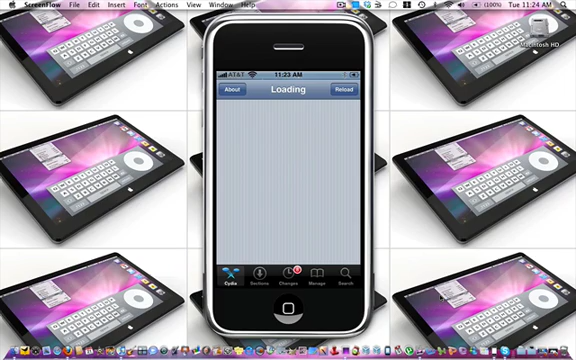 ScreenFlow File Edit Insert Font Actions View Window Help (100%) Tue 11:24 AM
Macintosh HD
AT&T 11:23 AM
About Loading Reload
Cydia Sections Changes Manage Search